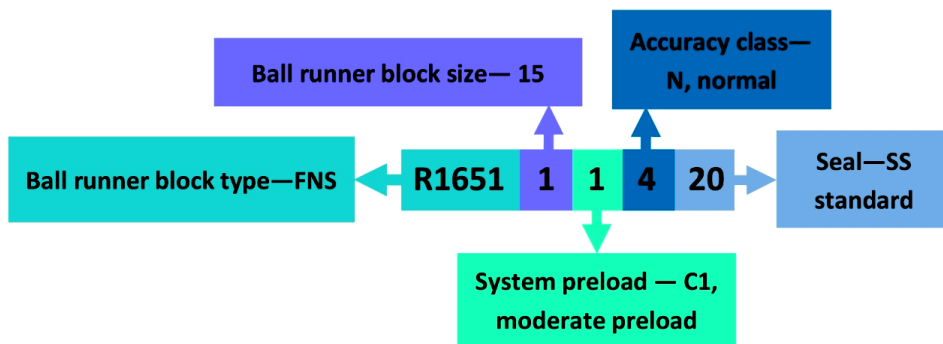 Accuracy class—
N, normal
Ball runner block size— 15
Ball runner block type—FNS
R1651 1 1 4 20
Seal—SS
standard
System preload — C1,
moderate preload